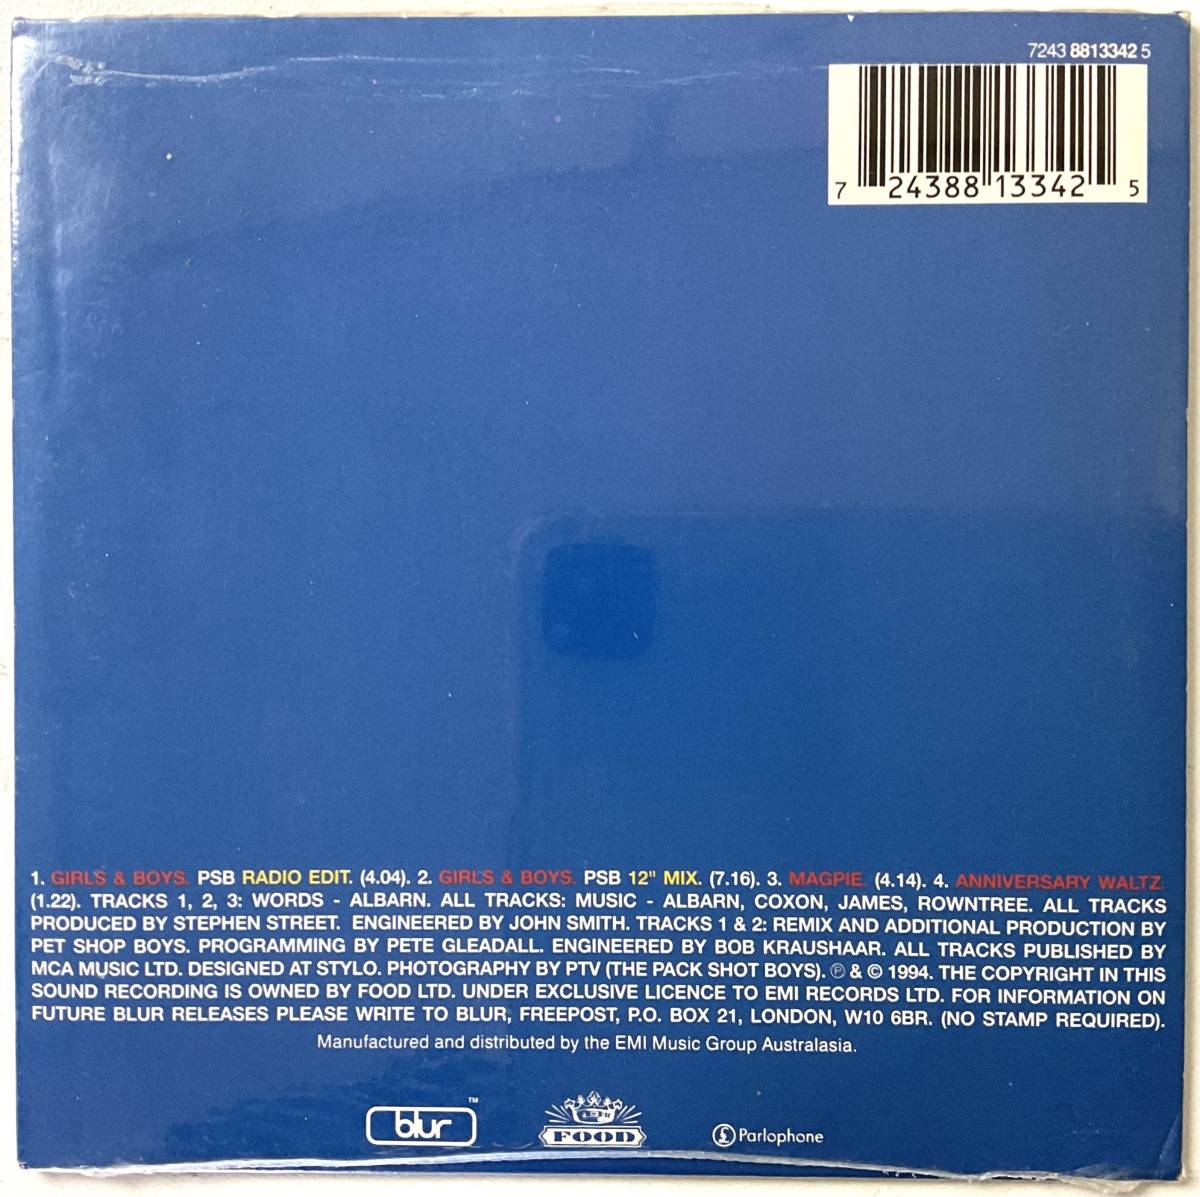 7243 8813342 5
7 24388 13342 5
1. GIRLS & BOYS. PSB RADIO EDIT. (4.04). 2. GIRLS & BOYS. PSB 12" MIX. (7.16). 3. MAGPIE. (4.14). 4. ANNIVERSARY WALTZ.
(1.22). TRACKS 1, 2, 3: WORDS - ALBARN. ALL TRACKS: MUSIC - ALBARN, COXON, JAMES, ROWNTREE. ALL TRACKS
PRODUCED BY STEPHEN STREET. ENGINEERED BY JOHN SMITH. TRACKS 1 & 2: REMIX AND ADDITIONAL PRODUCTION BY
PET SHOP BOYS. PROGRAMMING BY PETE GLEADALL. ENGINEERED BY BOB KRAUSHAAR. ALL TRACKS PUBLISHED BY
MCA MUSIC LTD. DESIGNED AT STYLO. PHOTOGRAPHY BY PTV (THE PACK SHOT BOYS). ℗ & © 1994. THE COPYRIGHT IN THIS
SOUND RECORDING IS OWNED BY FOOD LTD. UNDER EXCLUSIVE LICENCE TO EMI RECORDS LTD. FOR INFORMATION ON
FUTURE BLUR RELEASES PLEASE WRITE TO BLUR, FREEPOST, P.O. BOX 21, LONDON, W10 6BR. (NO STAMP REQUIRED).
Manufactured and distributed by the EMI Music Group Australasia.
blur ™
FOOD
£ Parlophone